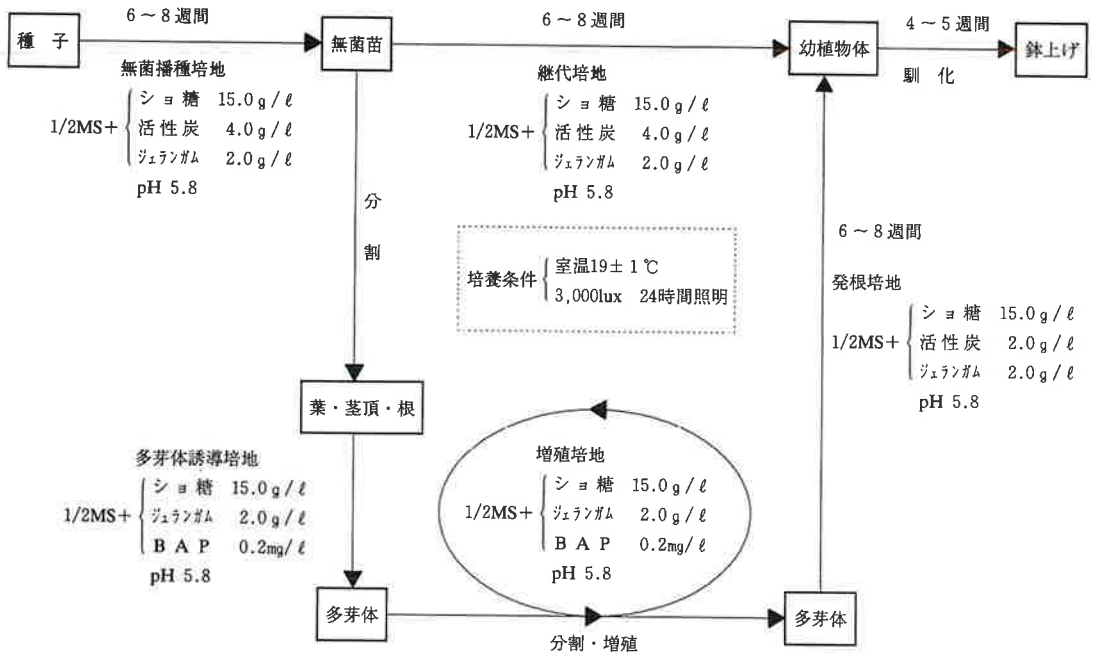 種 子
6～8週間
無菌苗
6～8週間
幼植物体
4～5週間
馴 化
鉢上げ
無菌播種培地
1/2MS+
ショ糖 15.0g/ℓ
活性炭 4.0g/ℓ
ジェランガム 2.0g/ℓ
pH 5.8
継代培地
1/2MS+
ショ糖 15.0g/ℓ
活性炭 4.0g/ℓ
ジェランガム 2.0g/ℓ
pH 5.8
分
割
培養条件
室温19±1℃
3,000lux 24時間照明
6～8週間
発根培地
1/2MS+
ショ糖 15.0g/ℓ
活性炭 2.0g/ℓ
ジェランガム 2.0g/ℓ
pH 5.8
葉・茎頂・根
多芽体誘導培地
1/2MS+
ショ糖 15.0g/ℓ
ジェランガム 2.0g/ℓ
BAP 0.2mg/ℓ
pH 5.8
増殖培地
1/2MS+
ショ糖 15.0g/ℓ
ジェランガム 2.0g/ℓ
BAP 0.2mg/ℓ
pH 5.8
多芽体
分割・増殖
多芽体